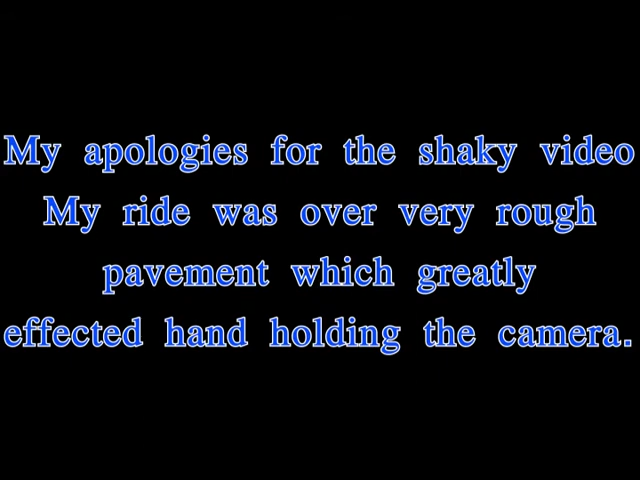 My apologies for the shaky video
My ride was over very rough
pavement which greatly
effected hand holding the camera.